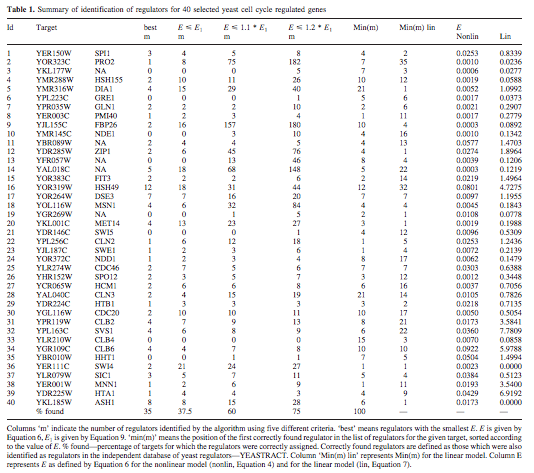 Table 1. Summary of identification of regulators for 40 selected yeast cell cycle regulated genes
Id Target best E ⩽ E₁ E ⩽ 1.1 * E₁ E ⩽ 1.2 * E₁ Min(m) Min(m) lin E Lin
m m m m Nonlin
1 YER150W SPI1 3 4 5 8 4 2 0.0253 0.8339
2 YOR323C PRO2 1 8 75 182 7 35 0.0010 0.0236
3 YKL177W NA 0 0 0 5 7 3 0.0006 0.0277
4 YMR288W HSH155 2 10 11 26 10 12 0.0019 0.0588
5 YMR316W DIA1 4 15 29 40 21 1 0.0052 1.0992
6 YPL223C GRE1 0 0 0 1 5 6 0.0017 0.0373
7 YPR035W GLN1 2 2 2 10 2 6 0.0021 0.2907
8 YER003C PMI40 1 2 3 4 1 11 0.0017 0.2779
9 YJL155C FBP26 2 16 157 180 10 4 0.0003 0.0892
10 YMR145C NDE1 0 0 3 10 4 16 0.0010 0.1342
11 YBR089W NA 2 4 4 5 4 13 0.0577 1.4703
12 YDR285W ZIP1 2 6 45 76 4 1 0.0274 1.8964
13 YFR057W NA 0 0 13 46 8 4 0.0039 0.1206
14 YAL018C NA 5 18 68 148 5 22 0.0003 0.1219
15 YOR383C FIT3 2 2 2 6 2 14 0.0219 1.4964
16 YOR319W HSH49 12 18 31 44 12 32 0.0801 4.7275
17 YOR264W DSE3 7 7 16 20 7 7 0.0097 1.1955
18 YOL116W MSN1 4 6 32 84 4 4 0.0045 0.1843
19 YGR269W NA 0 0 1 5 2 1 0.0108 0.0778
20 YKL001C MET14 4 13 23 27 3 1 0.0019 0.1988
21 YDR146C SWI5 0 0 0 1 4 12 0.0096 0.5309
22 YPL256C CLN2 1 6 12 18 1 5 0.0253 1.2436
23 YJL187C SWE1 1 2 3 6 1 4 0.0072 0.2139
24 YOR372C NDD1 1 2 3 4 8 17 0.0062 0.1479
25 YLR274W CDC46 2 7 5 6 7 7 0.0303 0.6388
26 YHR152W SPO12 2 3 5 7 3 12 0.0012 0.3448
27 YCR065W HCM1 2 6 6 8 6 16 0.0037 0.7056
28 YAL040C CLN3 2 4 15 19 21 14 0.0105 0.7826
29 YDR224C HTB1 1 3 3 3 3 2 0.0218 0.7135
30 YGL116W CDC20 2 10 10 11 10 17 0.0050 0.5054
31 YPR119W CLB2 4 7 9 13 8 21 0.0173 3.5841
32 YPL163C SVS1 4 6 8 9 6 22 0.0360 7.7809
33 YLR210W CLB4 0 0 0 0 15 3 0.0070 0.0858
34 YGR109C CLB6 4 4 7 8 10 10 0.0922 5.9788
35 YBR010W HHT1 0 0 1 1 7 5 0.0504 1.4994
36 YER111C SWI4 2 21 24 27 1 1 0.0023 0.0000
37 YLR079W SIC1 3 5 7 11 5 4 0.0384 0.5123
38 YER001W MNN1 1 2 6 9 1 11 0.0193 3.5400
39 YDR225W HTA1 1 4 4 3 4 9 0.0429 6.9192
40 YKL185W ASH1 8 8 15 28 6 1 0.0173 0.0000
% found 35 37.5 60 75 100 — — —
Columns 'm' indicate the number of regulators identified by the algorithm using five different criteria. 'best' means regulators with the smallest E. E is given by
Equation 6, E₁ is given by Equation 9. 'min(m)' means the position of the first correctly found regulator in the list of regulators for the given target, sorted according
to the value of E. % found—percentage of targets for which the regulators were correctly assigned. Correctly found regulators are defined as those which were also
identified as regulators in the independent database of yeast regulators—YEASTRACT. Column 'Min(m) lin' represents Min(m) for the linear model. Column E
represents E as defined by Equation 6 for the nonlinear model (nonlin, Equation 4) and for the linear model (lin, Equation 7).